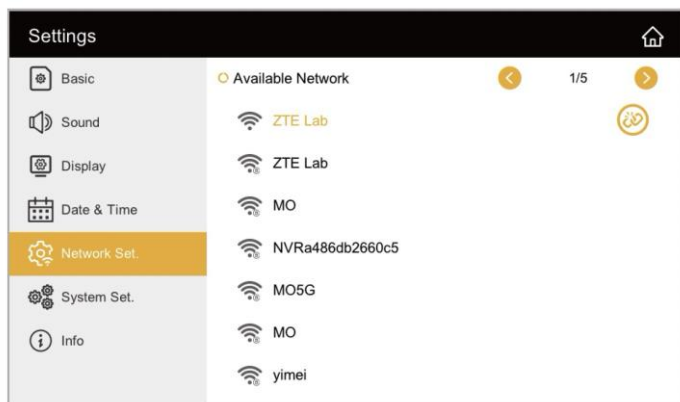 Settings
Basic
Sound
Display
Date & Time
Network Set.
System Set.
Info
Available Network
1/5
ZTE Lab
ZTE Lab
MO
NVRa486db2660c5
MO5G
MO
yimei